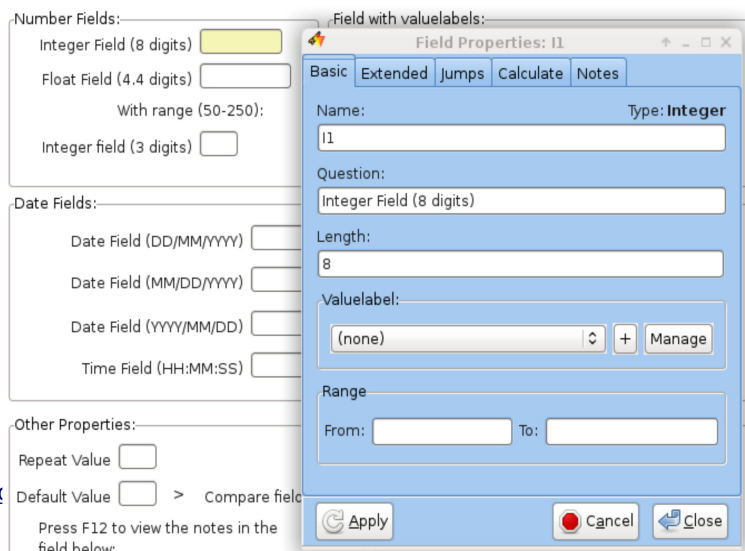 Number Fields:
Integer Field (8 digits)
Float Field (4.4 digits)
With range (50-250):
Integer field (3 digits)
Date Fields:
Date Field (DD/MM/YYYY)
Date Field (MM/DD/YYYY)
Date Field (YYYY/MM/DD)
Time Field (HH:MM:SS)
Other Properties:
Repeat Value
Default Value > Compare field
Press F12 to view the notes in the
field below:
Field with valuelabels:
Field Properties: I1
Basic Extended Jumps Calculate Notes
Name: Type: Integer
I1
Question:
Integer Field (8 digits)
Length:
8
Valuelabel:
(none) + Manage
Range
From: To:
Apply Cancel Close